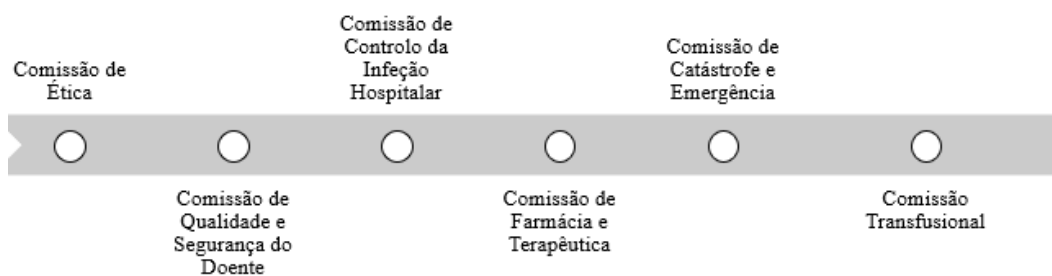 Comissão de
Ética
Comissão de
Qualidade e
Segurança do
Doente
Comissão de
Controlo da
Infeção
Hospitalar
Comissão de
Farmácia e
Terapêutica
Comissão de
Catástrofe e
Emergência
Comissão
Transfusional